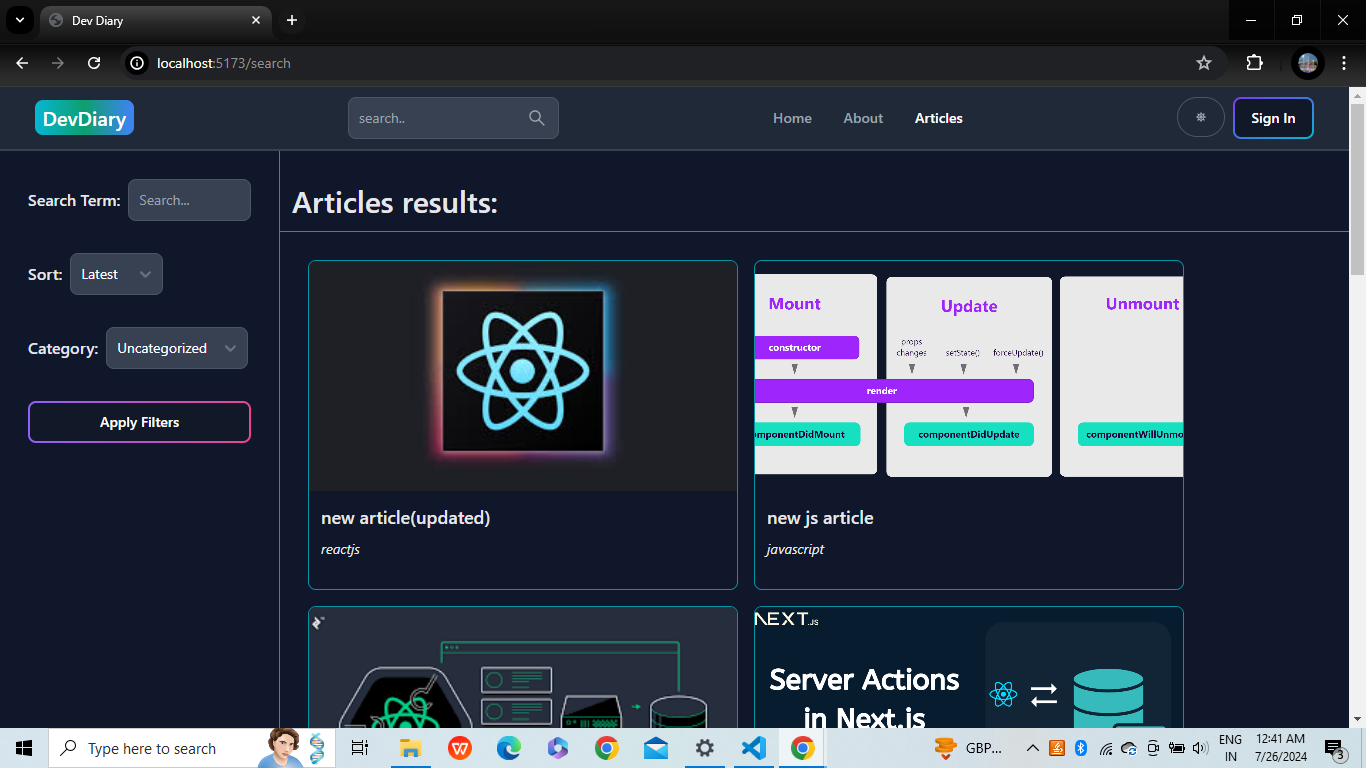 Dev Diary
localhost:5173/search
DevDiary
search..
Home
About
Articles
Sign In
Search Term:
Search...
Sort:
Latest
Category:
Uncategorized
Apply Filters
Articles results:
Mount
Update
Unmount
constructor
props
changes
setState()
forceUpdate()
render
mponentDidMount
componentDidUpdate
componentWillUnmo
new article(updated)
reactjs
new js article
javascript
NEXT.js
Server Actions
in Next.js
Type here to search
GBP...
ENG
IN
12:41 AM
7/26/2024
3